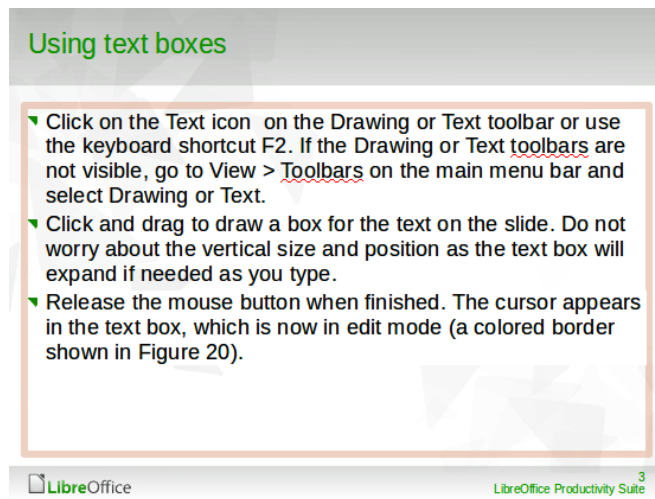 Using text boxes
Click on the Text icon  on the Drawing or Text toolbar or use
the keyboard shortcut F2. If the Drawing or Text toolbars are
not visible, go to View > Toolbars on the main menu bar and
select Drawing or Text.
Click and drag to draw a box for the text on the slide. Do not
worry about the vertical size and position as the text box will
expand if needed as you type.
Release the mouse button when finished. The cursor appears
in the text box, which is now in edit mode (a colored border
shown in Figure 20).
LibreOffice
3
LibreOffice Productivity Suite